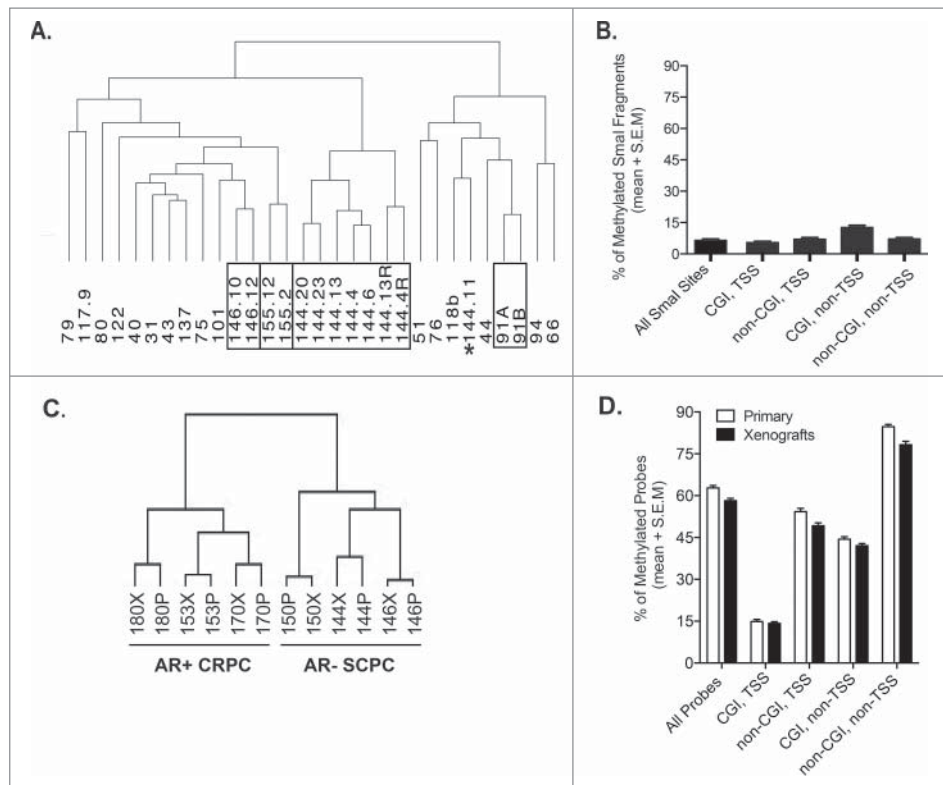 A.
79
117.9
80
122
40
31
43
137
75
101
146.10
146.12
155.12
155.2
144.20
144.23
144.13
144.4
144.6
144.13R
144.4R
51
76
118b
*144.11
44
91A
91B
94
66
B.
% of Methylated SmaI Fragments
(mean + S.E.M)
90
75
60
45
30
15
0
All SmaI Sites
CGI, TSS
non-CGI, TSS
CGI, non-TSS
non-CGI, non-TSS
C.
180X
180P
153X
153P
170X
170P
150P
150X
144X
144P
146X
146P
AR+ CRPC
AR- SCPC
D.
% of Methylated Probes
(mean + S.E.M)
90
75
60
45
30
15
0
Primary
Xenografts
All Probes
CGI, TSS
non-CGI, TSS
CGI, non-TSS
non-CGI, non-TSS